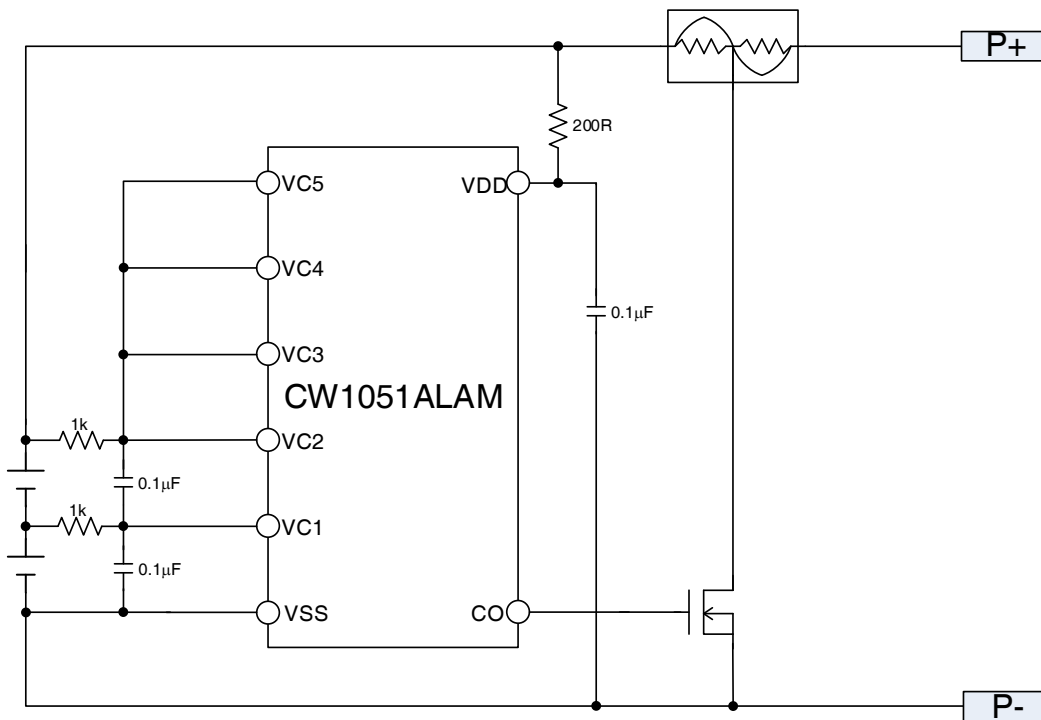 P+
200R
VC5
VDD
VC4
0.1μF
VC3
CW1051ALAM
1k
VC2
0.1μF
1k
VC1
0.1μF
VSS
CO
P-